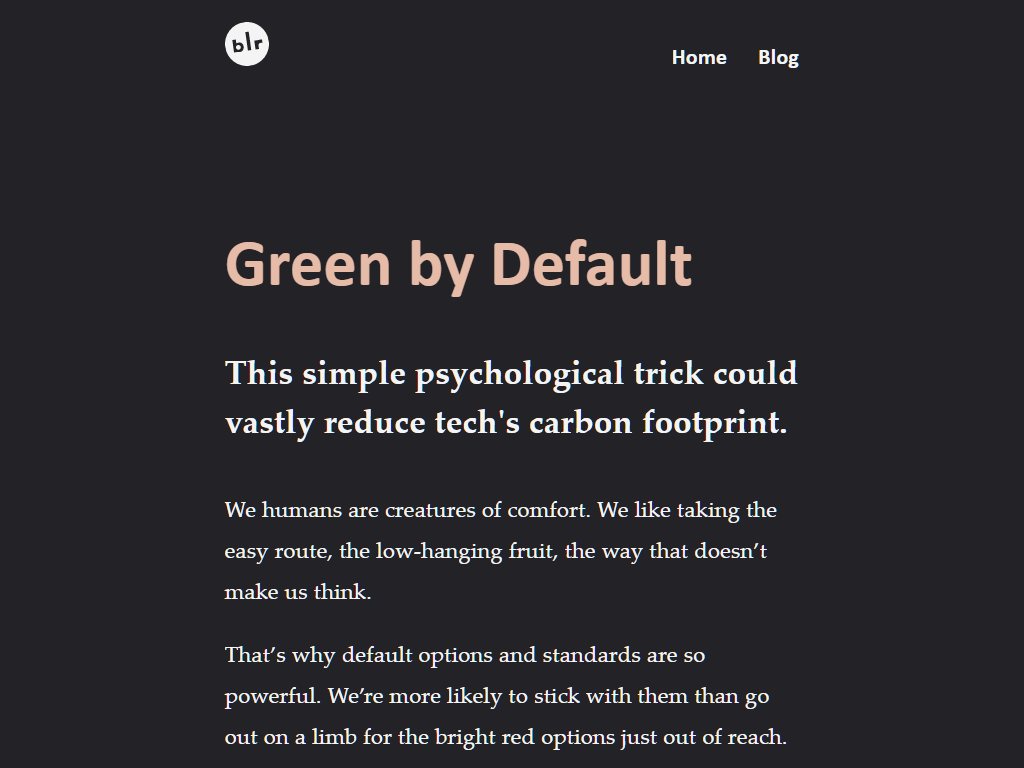 blr
Home Blog
Green by Default
This simple psychological trick could
vastly reduce tech's carbon footprint.
We humans are creatures of comfort. We like taking the
easy route, the low-hanging fruit, the way that doesn’t
make us think.
That’s why default options and standards are so
powerful. We’re more likely to stick with them than go
out on a limb for the bright red options just out of reach.